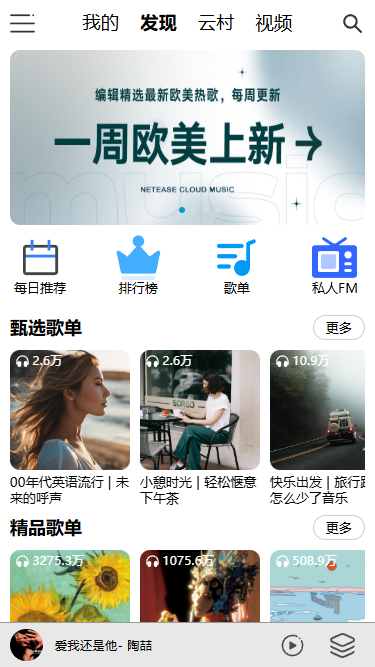 我的 发现 云村 视频
编辑精选最新欧美热歌，每周更新
一周欧美上新→
music
NETEASE CLOUD MUSIC
每日推荐 排行榜 歌单 私人FM
甄选歌单 更多
2.6万 2.6万 10.9万
SORSO
00年代英语流行 | 未来的呼声
小憩时光 | 轻松惬意下午茶
快乐出发 | 旅行路
怎么少了音乐
精品歌单 更多
3275.3万 1075.6万 508.9万
爱我还是他- 陶喆